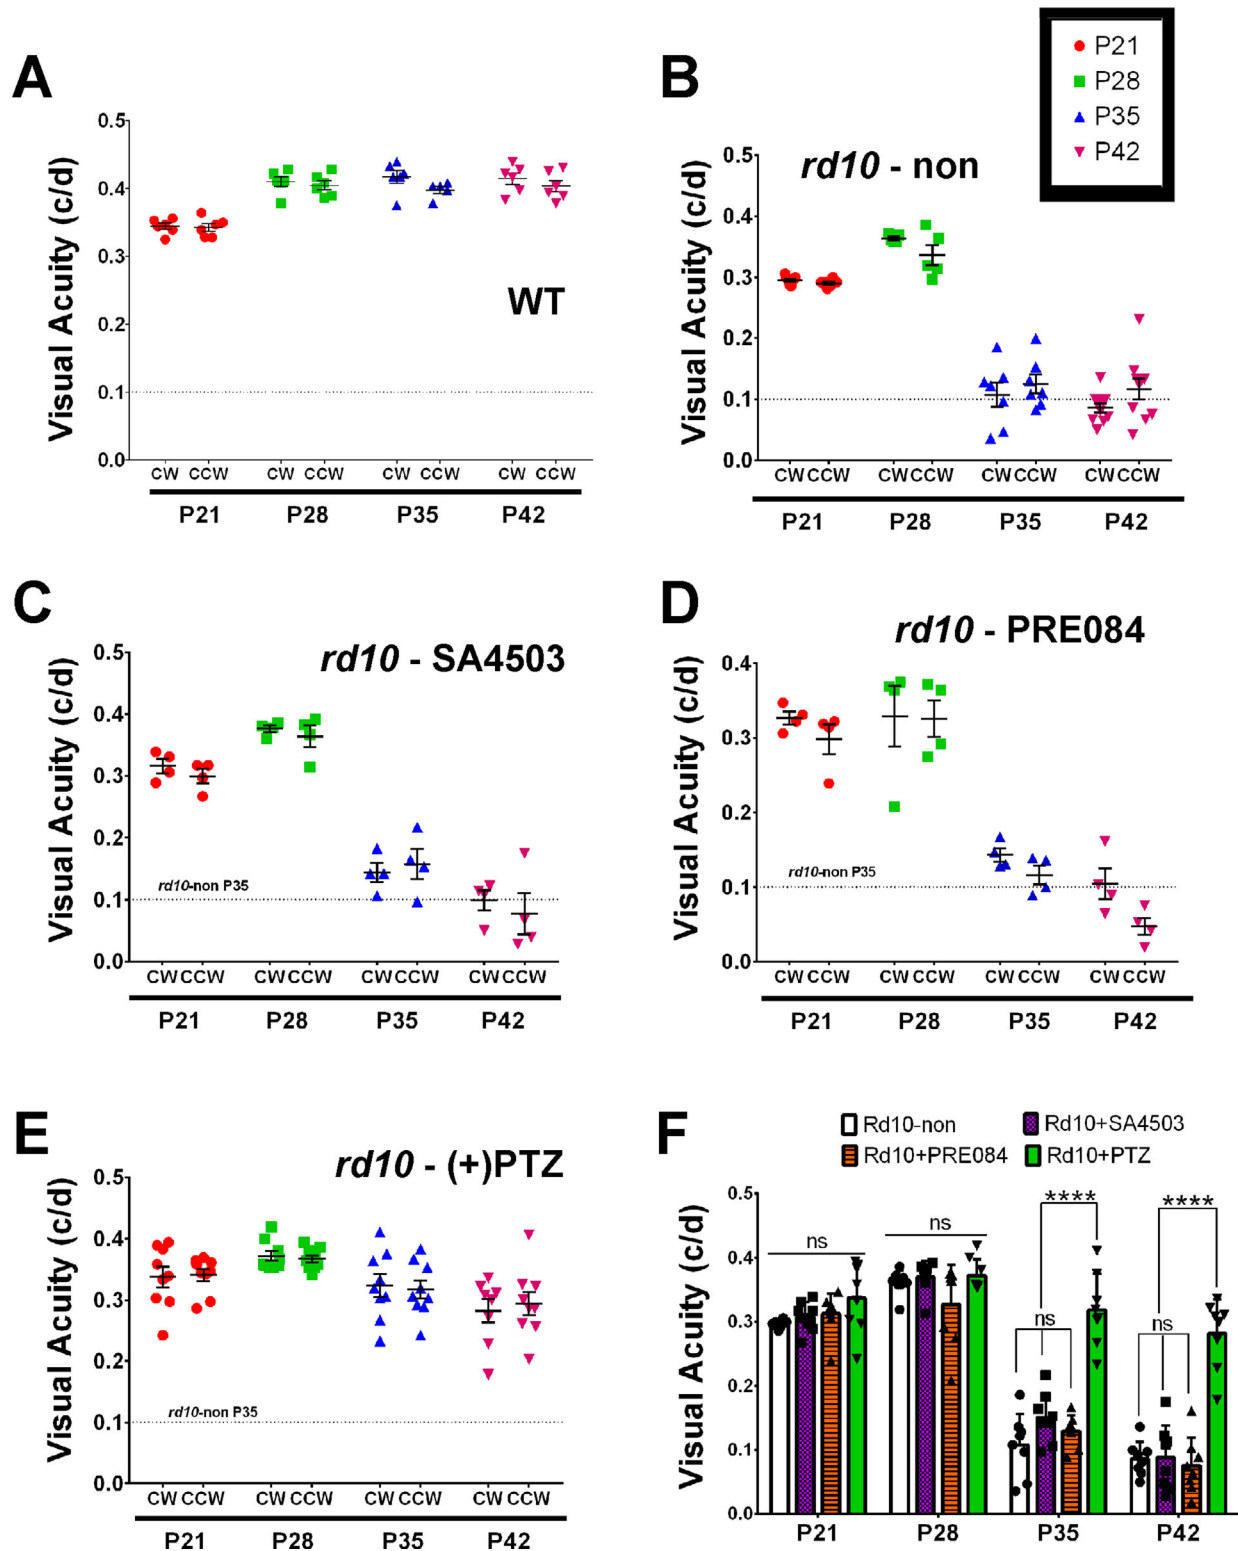 A
Visual Acuity (c/d)
0.5
0.4
0.3
0.2
0.1
0.0
WT
CW CCW CW CCW CW CCW CW CCW
P21 P28 P35 P42
B
P21
P28
P35
P42
rd10 - non
Visual Acuity (c/d)
0.5
0.4
0.3
0.2
0.1
0.0
CW CCW CW CCW CW CCW CW CCW
P21 P28 P35 P42
C
rd10 - SA4503
Visual Acuity (c/d)
0.5
0.4
0.3
0.2
0.1
0.0
rd10-non P35
CW CCW CW CCW CW CCW CW CCW
P21 P28 P35 P42
D
rd10 - PRE084
Visual Acuity (c/d)
0.4
0.3
0.2
0.1
0.0
rd10-non P35
CW CCW CW CCW CW CCW CW CCW
P21 P28 P35 P42
E
rd10 - (+)PTZ
Visual Acuity (c/d)
0.5
0.4
0.3
0.2
0.1
0.0
rd10-non P35
CW CCW CW CCW CW CCW CW CCW
P21 P28 P35 P42
F
Rd10-non Rd10+SA4503
Rd10+PRE084 Rd10+PTZ
Visual Acuity (c/d)
0.5
0.4
0.3
0.2
0.1
0.0
ns ns **** ****
ns ns
P21 P28 P35 P42